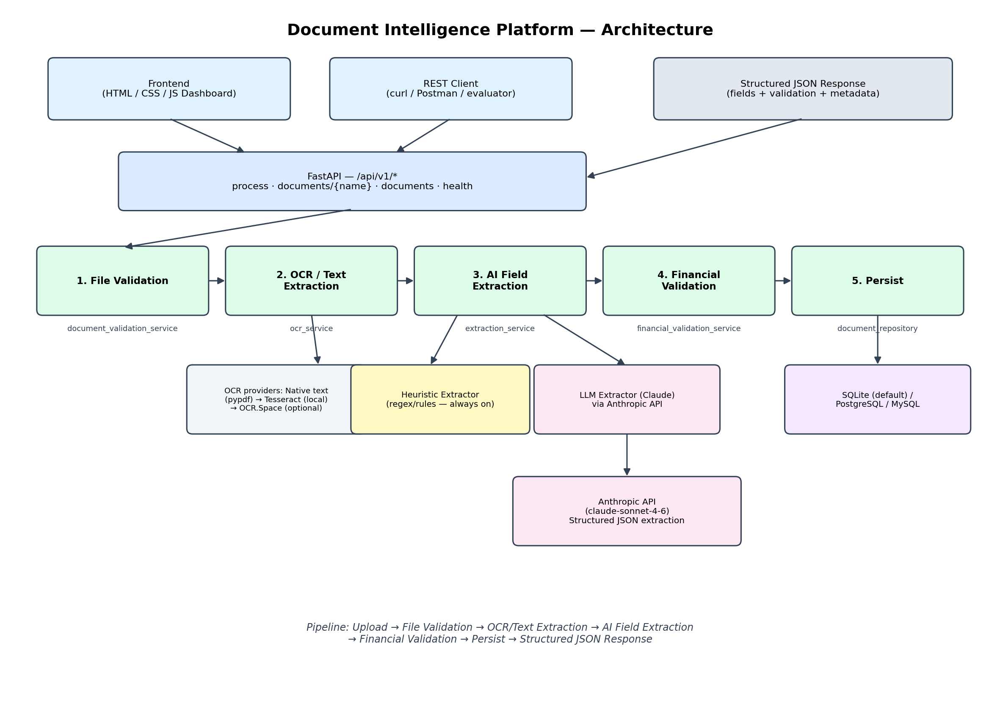 Document Intelligence Platform — Architecture
Frontend
(HTML / CSS / JS Dashboard)
REST Client
(curl / Postman / evaluator)
Structured JSON Response
(fields + validation + metadata)
FastAPI — /api/v1/*
process · documents/{name} · documents · health
1. File Validation
2. OCR / Text
Extraction
3. AI Field
Extraction
4. Financial
Validation
5. Persist
document_validation_service
ocr_service
extraction_service
financial_validation_service
document_repository
OCR providers: Native text
(pypdf) → Tesseract (local)
→ OCR.Space (optional)
Heuristic Extractor
(regex/rules — always on)
LLM Extractor (Claude)
via Anthropic API
SQLite (default) /
PostgreSQL / MySQL
Anthropic API
(claude-sonnet-4-6)
Structured JSON extraction
Pipeline: Upload → File Validation → OCR/Text Extraction → AI Field Extraction
→ Financial Validation → Persist → Structured JSON Response